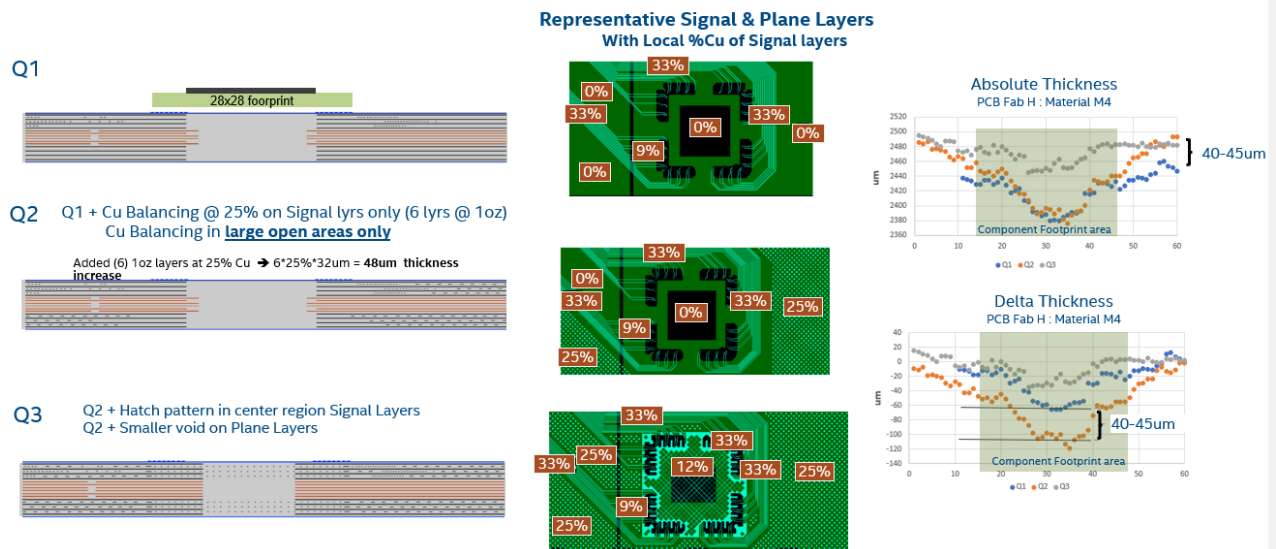 Representative Signal & Plane Layers
With Local %Cu of Signal layers
Q1
28x28 footprint
33%
0%
33%
0%
33%
0%
9%
0%
Absolute Thickness
PCB Fab H : Material M4
2520
2500
2480
2460
2440
2420
2400
2380
2360
um
0
10
20
30
40
50
60
Component Footprint area
Q1
Q2
Q3
40-45um
Q2
Q1 + Cu Balancing @ 25% on Signal lyrs only (6 lyrs @ 1oz)
Cu Balancing in large open areas only
Added (6) 1oz layers at 25% Cu ➔ 6*25%*32um = 48um thickness
increase
33%
0%
33%
33%
25%
0%
9%
25%
Delta Thickness
PCB Fab H : Material M4
40
20
0
-20
-40
-60
-80
-100
-120
-140
um
0
10
20
30
40
50
60
Component Footprint area
Q1
Q2
Q3
40-45um
Q3
Q2 + Hatch pattern in center region Signal Layers
Q2 + Smaller void on Plane Layers
33%
33%
25%
33%
12%
33%
25%
9%
25%